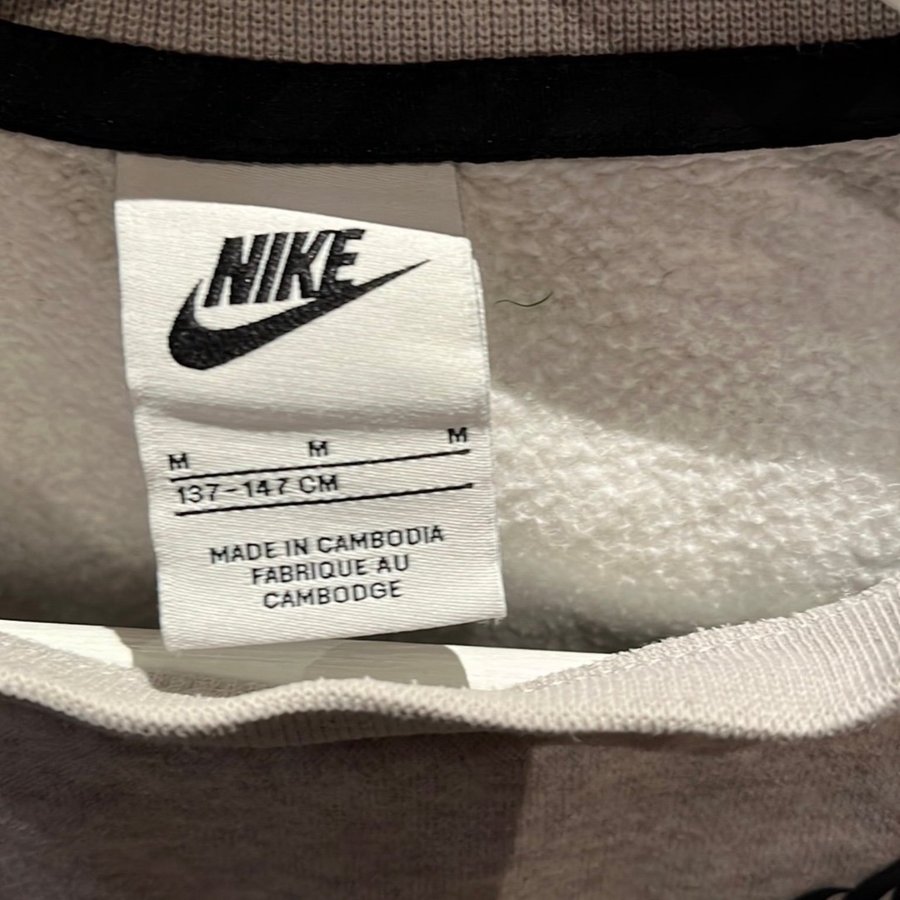 NIKE
M M M
137-147 CM
MADE IN CAMBODIA
FABRIQUE AU
CAMBODGE